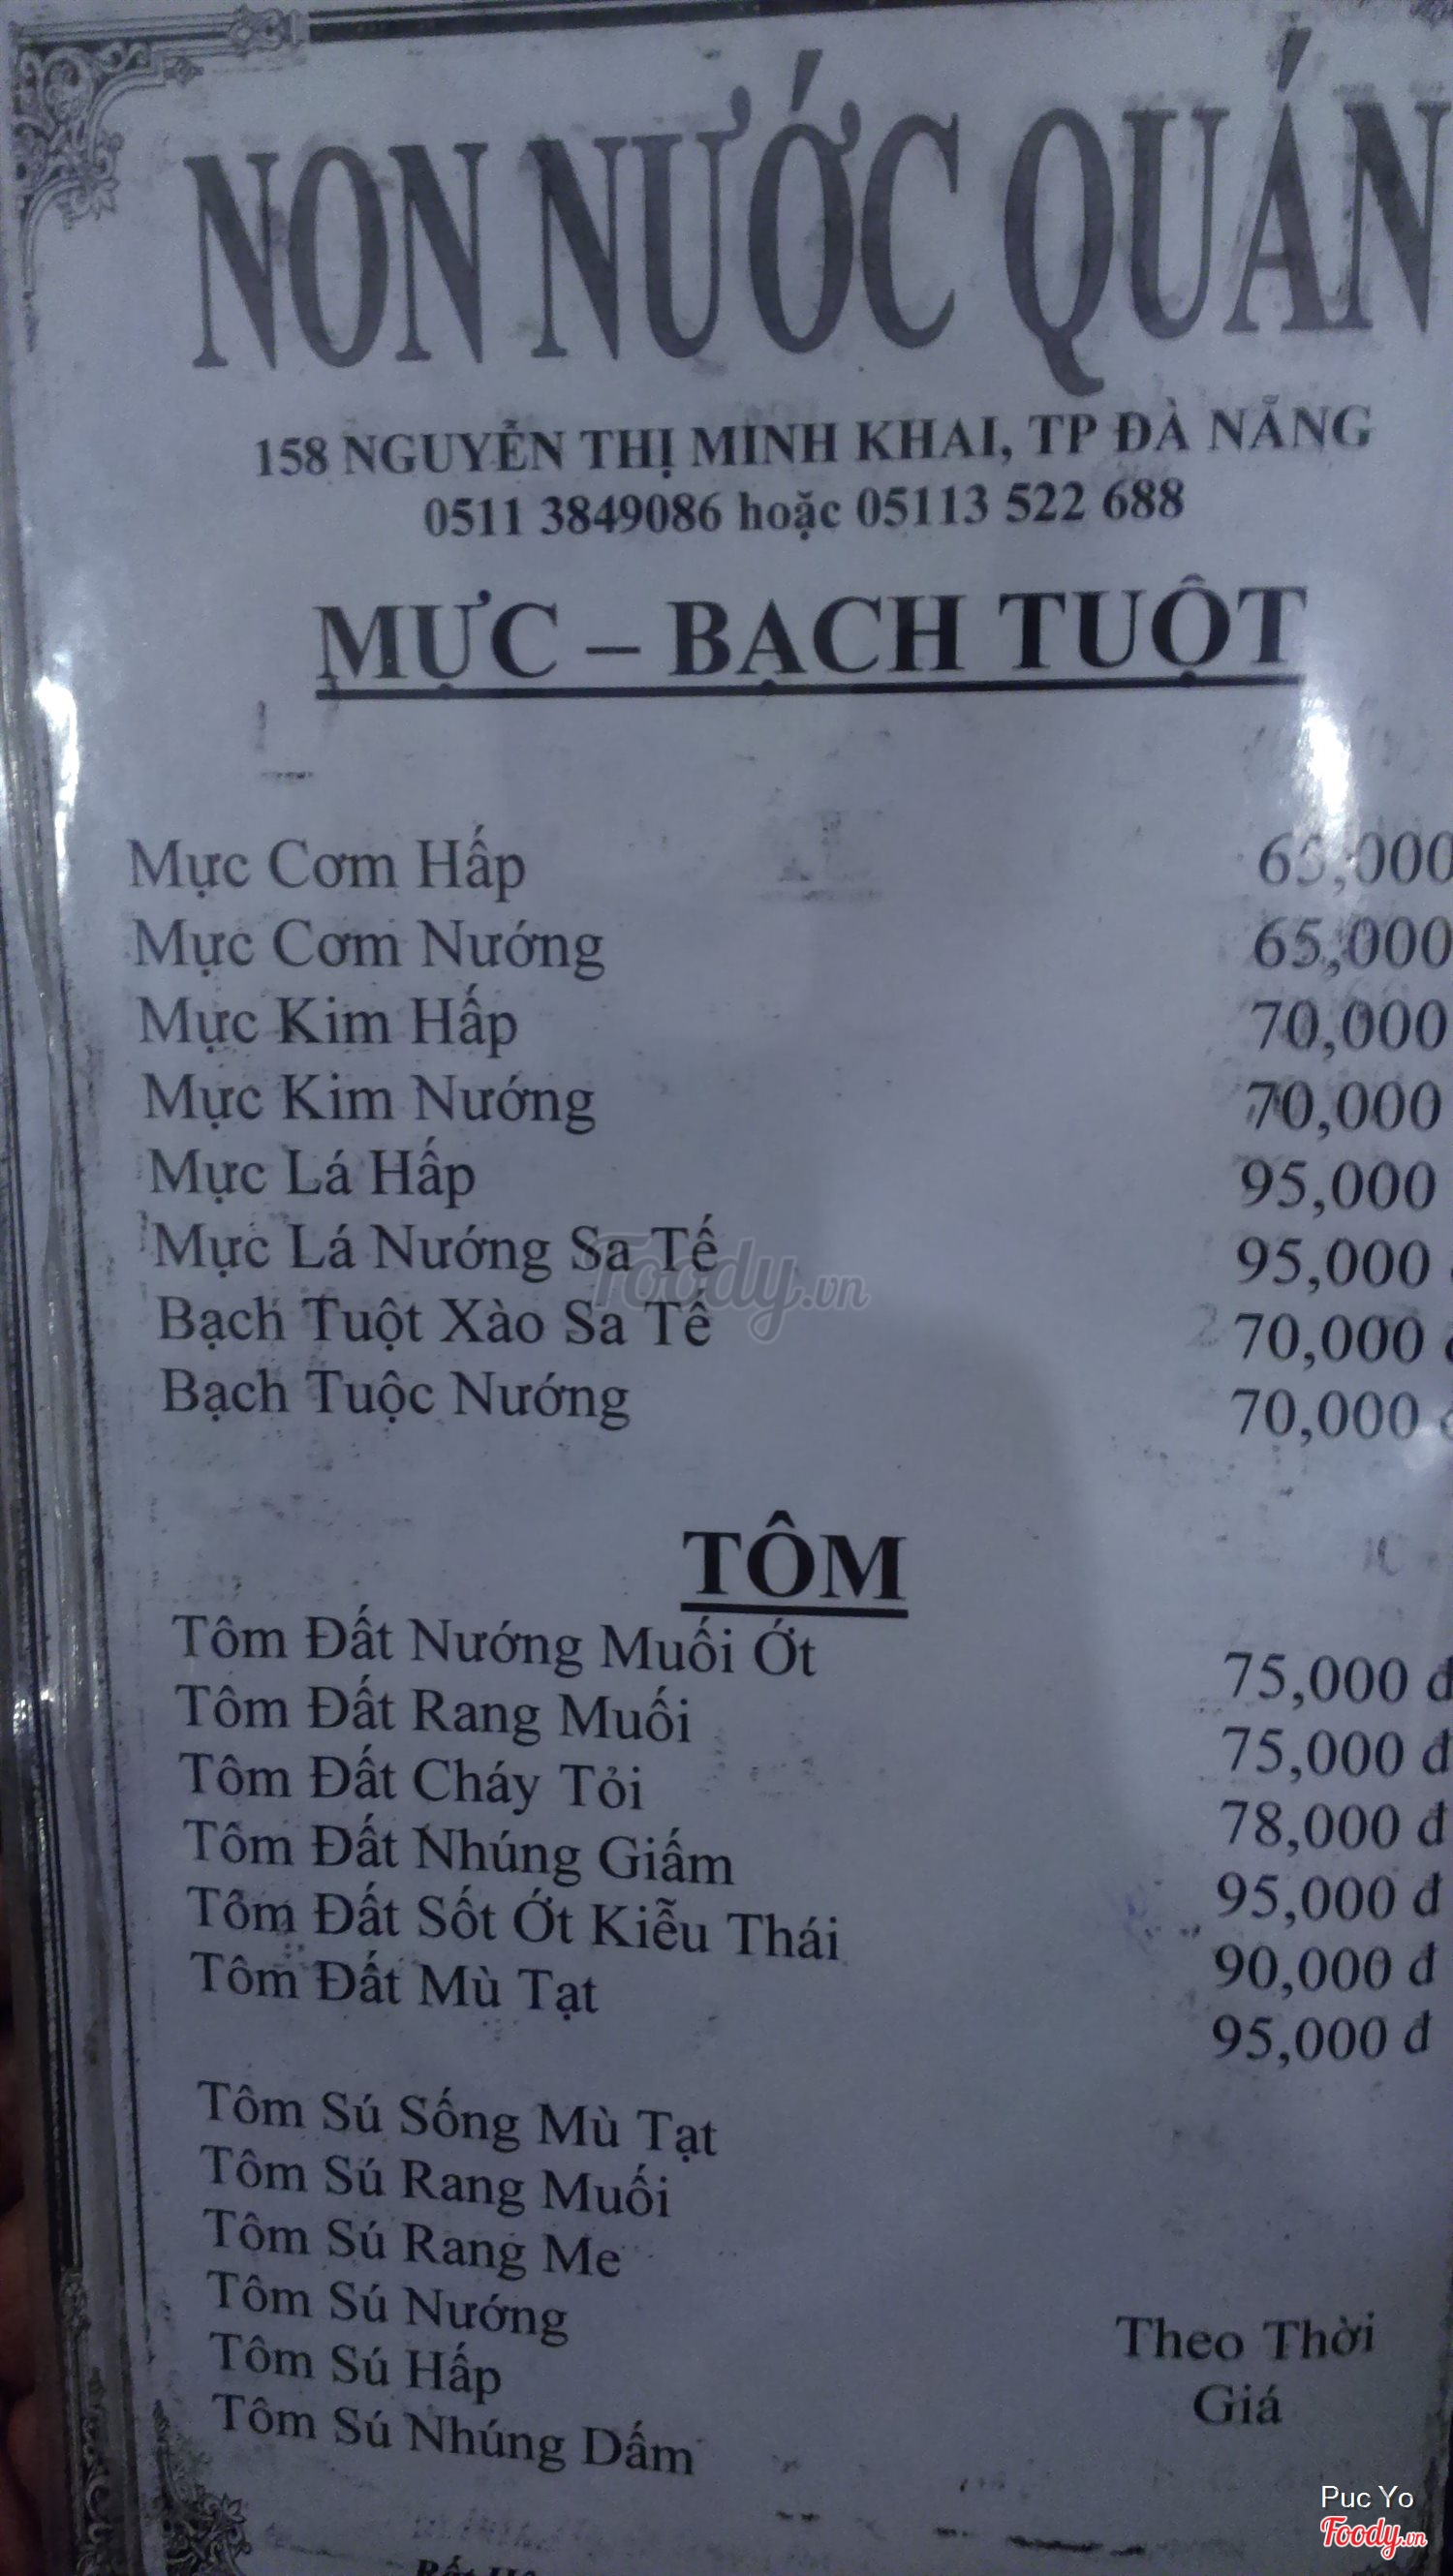 NON NƯỚC QUÁN
158 NGUYỄN THỊ MINH KHAI, TP ĐÀ NẴNG
0511 3849086 hoặc 05113 522 688
MỰC – BẠCH TUỘT
Mực Cơm Hấp 65,000
Mực Cơm Nướng 65,000
Mực Kim Hấp 70,000
Mực Kim Nướng 70,000
Mực Lá Hấp 95,000
Mực Lá Nướng Sa Tế 95,000
Bạch Tuột Xào Sa Tế 70,000 đ
Bạch Tuộc Nướng 70,000 đ
Foody.vn
TÔM
Tôm Đất Nướng Muối Ớt 75,000 đ
Tôm Đất Rang Muối 75,000 đ
Tôm Đất Cháy Tỏi 78,000 đ
Tôm Đất Nhúng Giấm 95,000 đ
Tôm Đất Sốt Ớt Kiễu Thái 90,000 đ
Tôm Đất Mù Tạt 95,000 đ
Tôm Sú Sống Mù Tạt
Tôm Sú Rang Muối
Tôm Sú Rang Me
Tôm Sú Nướng
Tôm Sú Hấp
Tôm Sú Nhúng Dấm
Theo Thời
Giá
Puc Yo
Foody.vn